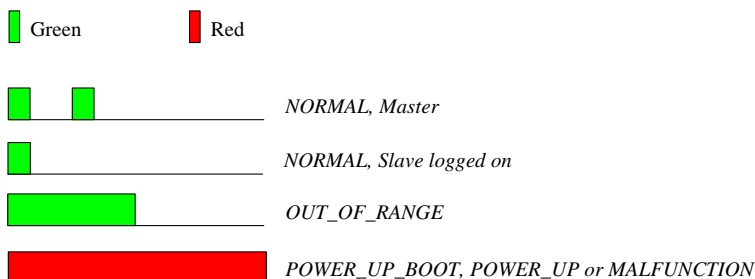 Green Red
NORMAL, Master
NORMAL, Slave logged on
OUT_OF_RANGE
POWER_UP_BOOT, POWER_UP or MALFUNCTION